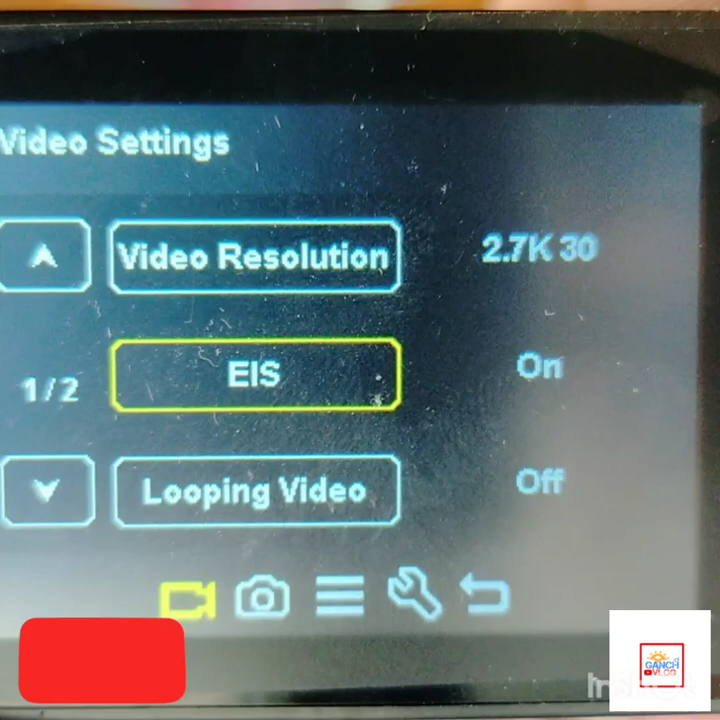 Video Settings
Video Resolution
2.7K 30
EIS
On
1/2
Looping Video
Off
GANCH
VLOG